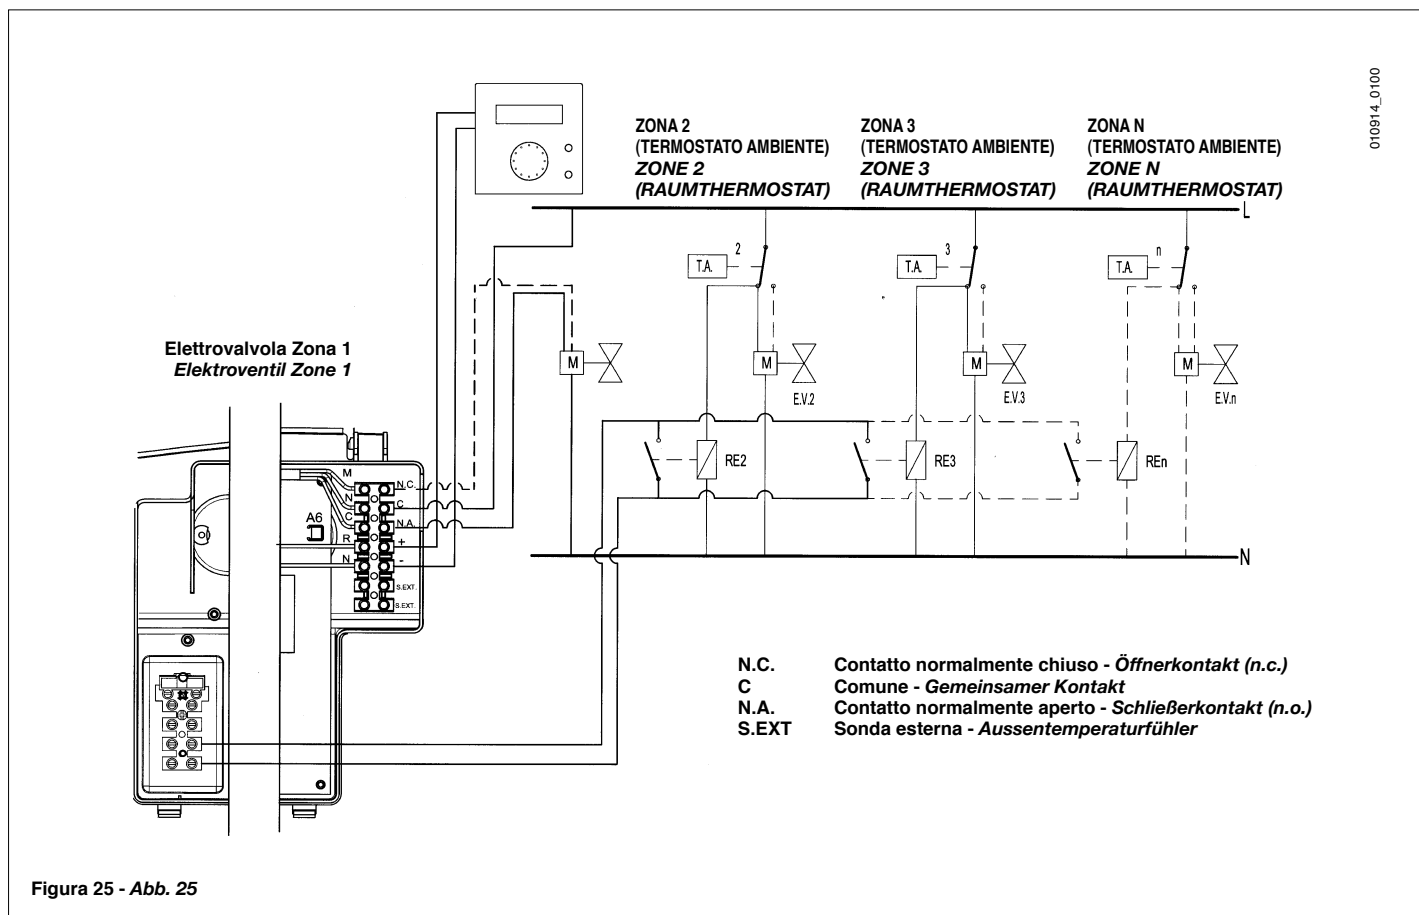 010914_0100
ZONA 2
(TERMOSTATO AMBIENTE)
ZONE 2
(RAUMTHERMOSTAT)
ZONA 3
(TERMOSTATO AMBIENTE)
ZONE 3
(RAUMTHERMOSTAT)
ZONA N
(TERMOSTATO AMBIENTE)
ZONE N
(RAUMTHERMOSTAT)
L
T.A.
2
T.A.
3
T.A.
n
Elettrovalvola Zona 1
Elektroventil Zone 1
M
M
M
M
E.V.2
E.V.3
E.V.n
RE2
RE3
REn
N
M
N
C
R
N
A6
N.C.
C
N.A.
+
-
S.EXT.
S.EXT.
N.C. Contatto normalmente chiuso - Öffnerkontakt (n.c.)
C Comune - Gemeinsamer Kontakt
N.A. Contatto normalmente aperto - Schließerkontakt (n.o.)
S.EXT Sonda esterna - Aussentemperaturfühler
Figura 25 - Abb. 25